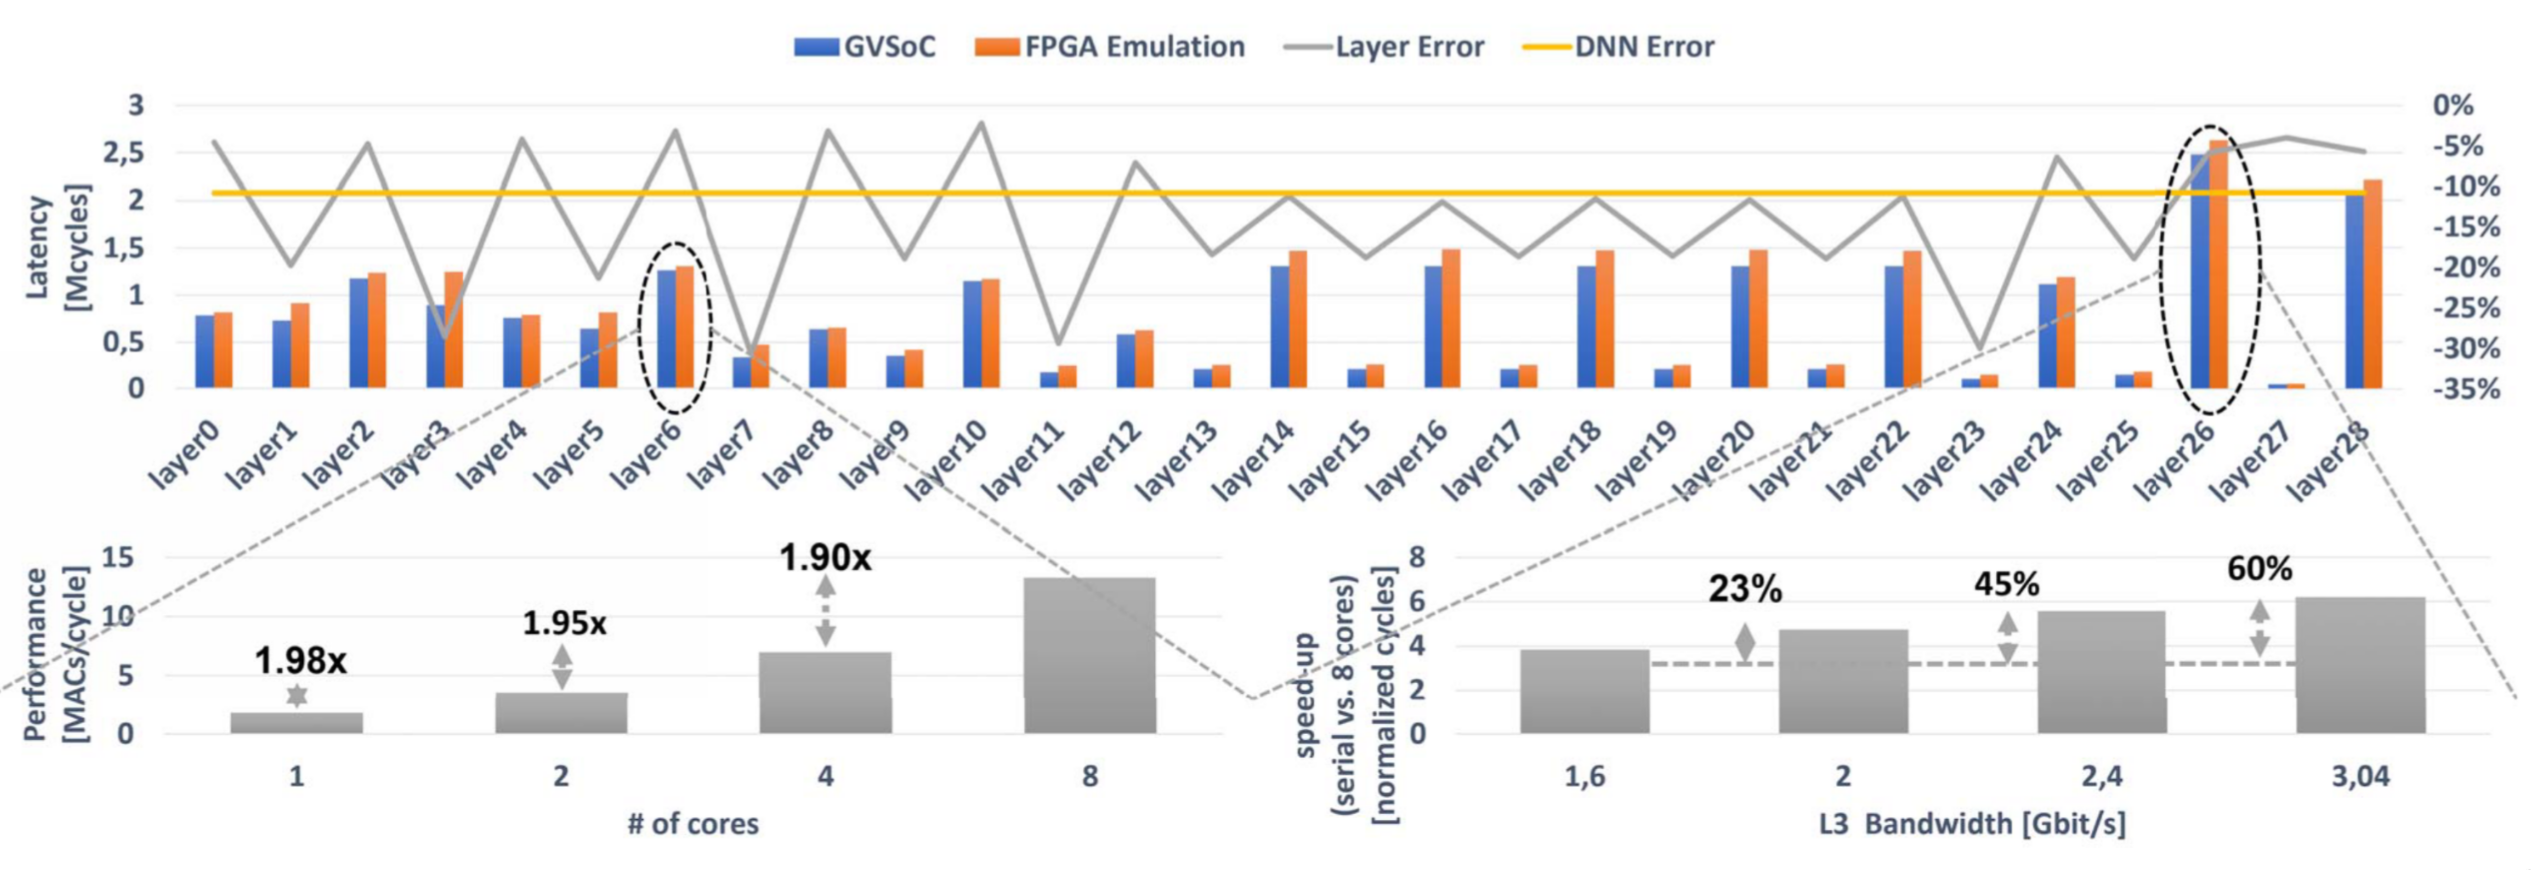 GVSoC FPGA Emulation Layer Error DNN Error
Latency
[Mcycles]
3
2,5
2
1,5
1
0,5
0
0%
-5%
-10%
-15%
-20%
-25%
-30%
-35%
layer0 layer1 layer2 layer3 layer4 layer5 layer6 layer7 layer8 layer9 layer10 layer11 layer12 layer13 layer14 layer15 layer16 layer17 layer18 layer19 layer20 layer21 layer22 layer23 layer24 layer25 layer26 layer27 layer28
Performance
[MACs/cycle]
15
10
5
0
1.98x
1.95x
1.90x
1 2 4 8
# of cores
speed-up
(serial vs. 8 cores)
[normalized cycles]
8
6
4
2
0
23%
45%
60%
1,6 2 2,4 3,04
L3 Bandwidth [Gbit/s]